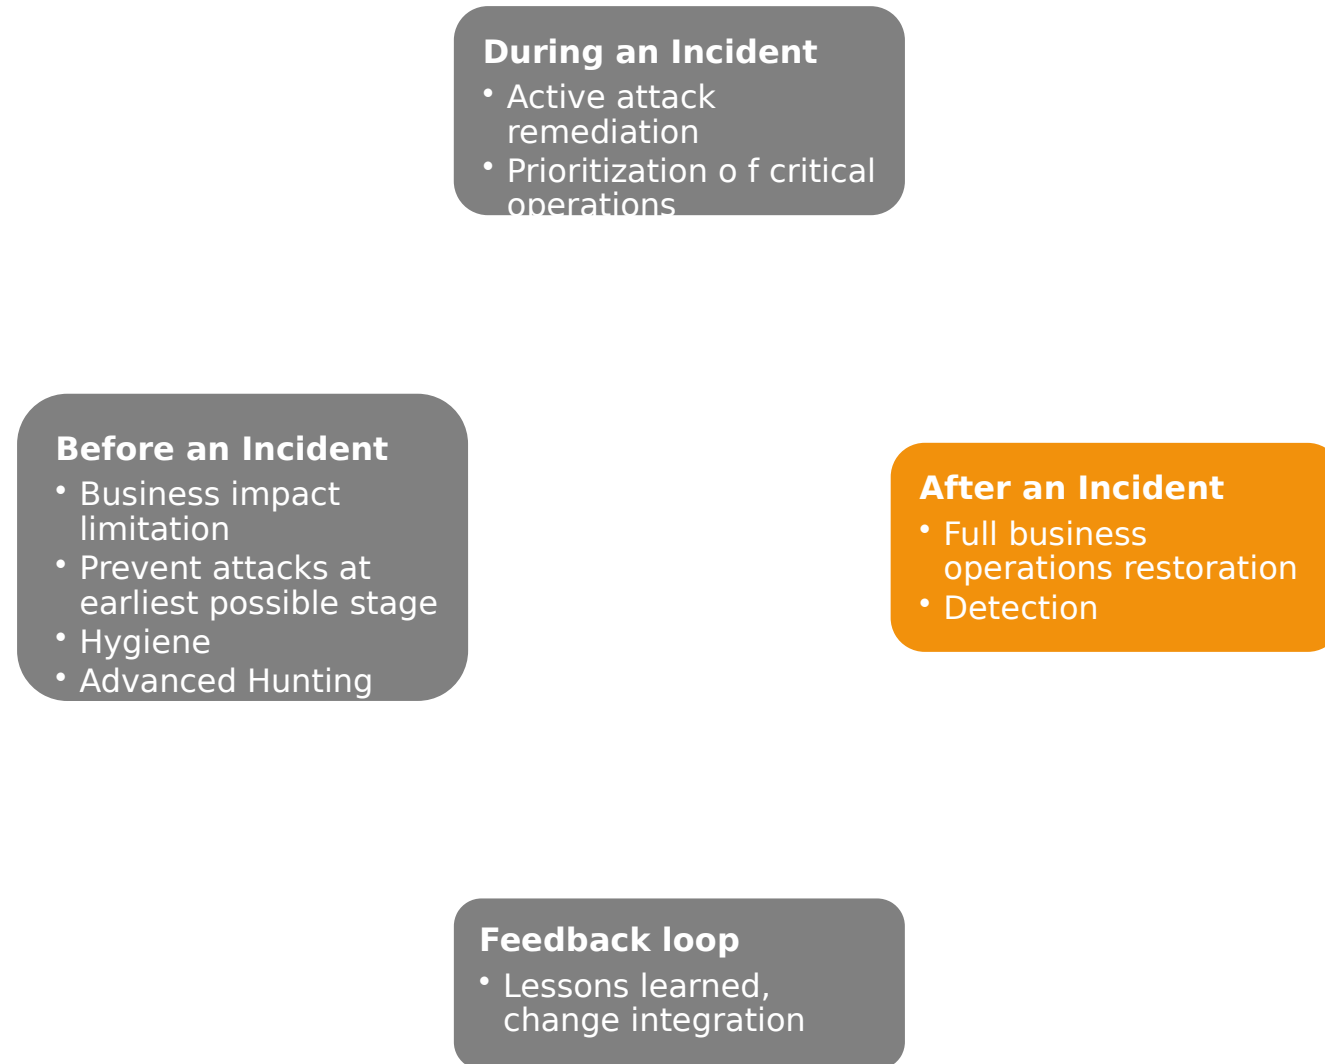 During an Incident
• Active attack
remediation
• Prioritization o f critical
operations
Before an Incident
• Business impact
limitation
• Prevent attacks at
earliest possible stage
• Hygiene
• Advanced Hunting
After an Incident
• Full business
operations restoration
• Detection
Feedback loop
• Lessons learned,
change integration